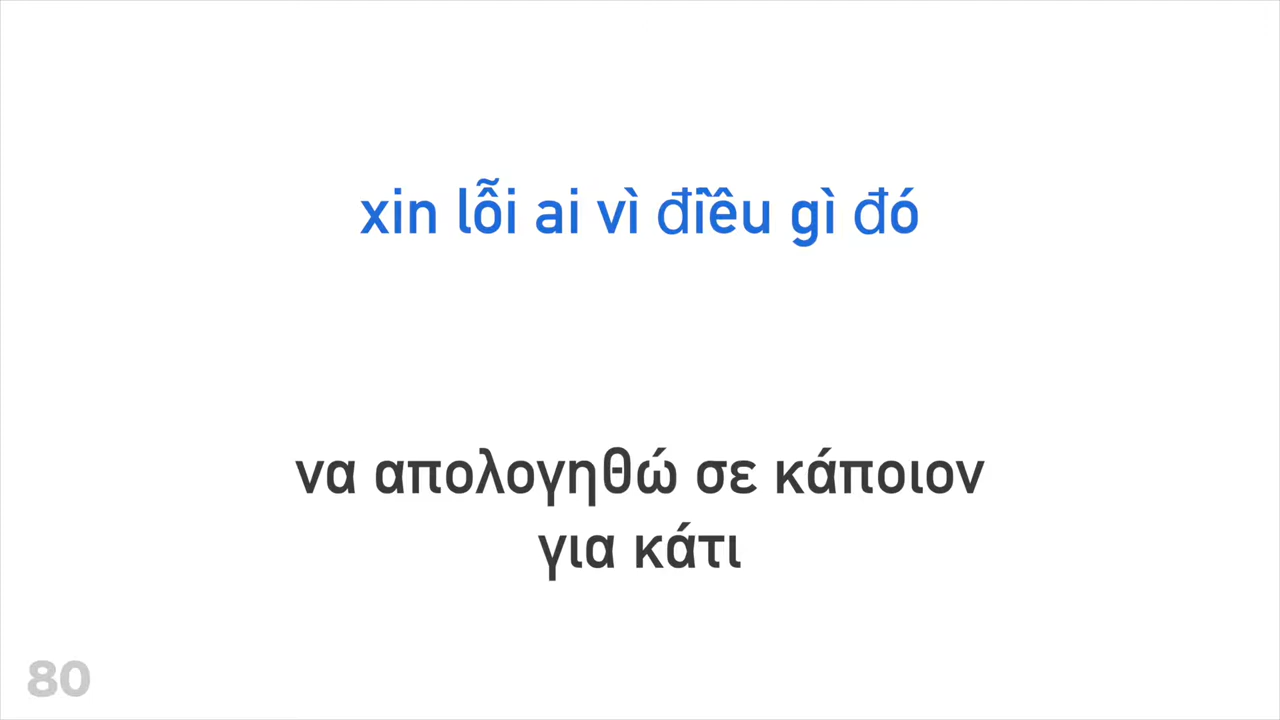 xin lỗi ai vì điều gì đó
να απολογηθώ σε κάποιον
για κάτι
80